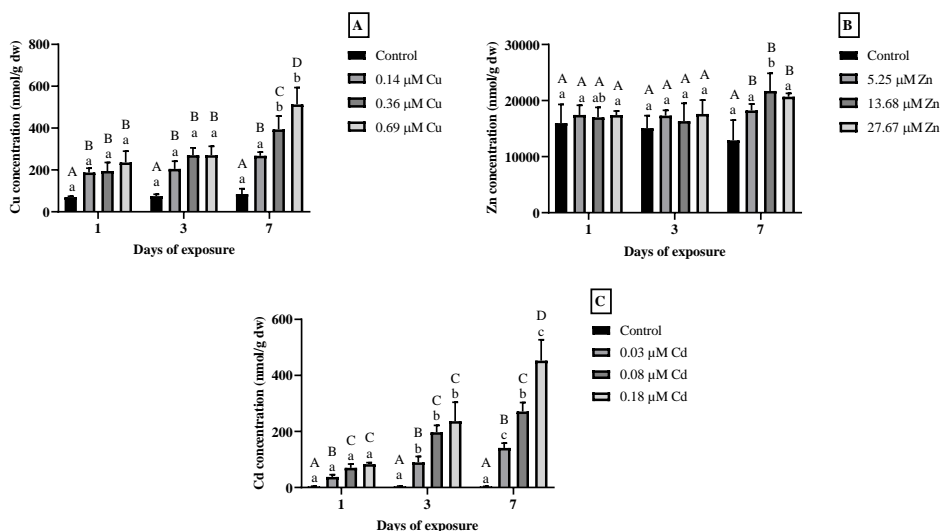 A
Control
0.14 µM Cu
0.36 µM Cu
0.69 µM Cu
Cu concentration (nmol/g dw)
800
600
400
200
0
A B B B A B B B A B C D
a a a a a a a a a a b b
1 3 7
Days of exposure
B
Control
5.25 µM Zn
13.68 µM Zn
27.67 µM Zn
Zn concentration (nmol/g dw)
30000
20000
10000
0
A A A A A A A A A B B B
a a ab a a a a a a a b a
1 3 7
Days of exposure
C
Control
0.03 µM Cd
0.08 µM Cd
0.18 µM Cd
Cd concentration (nmol/g dw)
600
400
200
0
A B C C A B C C A B C D
a a a a a b b b a c b c
1 3 7
Days of exposure